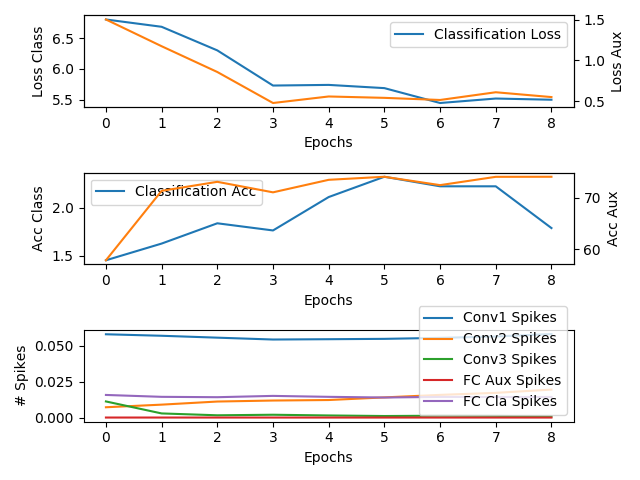 Loss Class
6.5
6.0
5.5
Classification Loss
1.5
1.0
0.5
Loss Aux
0 1 2 3 4 5 6 7 8
Epochs
Acc Class
2.0
1.5
Classification Acc
70
60
Acc Aux
0 1 2 3 4 5 6 7 8
Epochs
# Spikes
0.050
0.025
0.000
Conv1 Spikes
Conv2 Spikes
Conv3 Spikes
FC Aux Spikes
FC Cla Spikes
0 1 2 3 4 5 6 7 8
Epochs